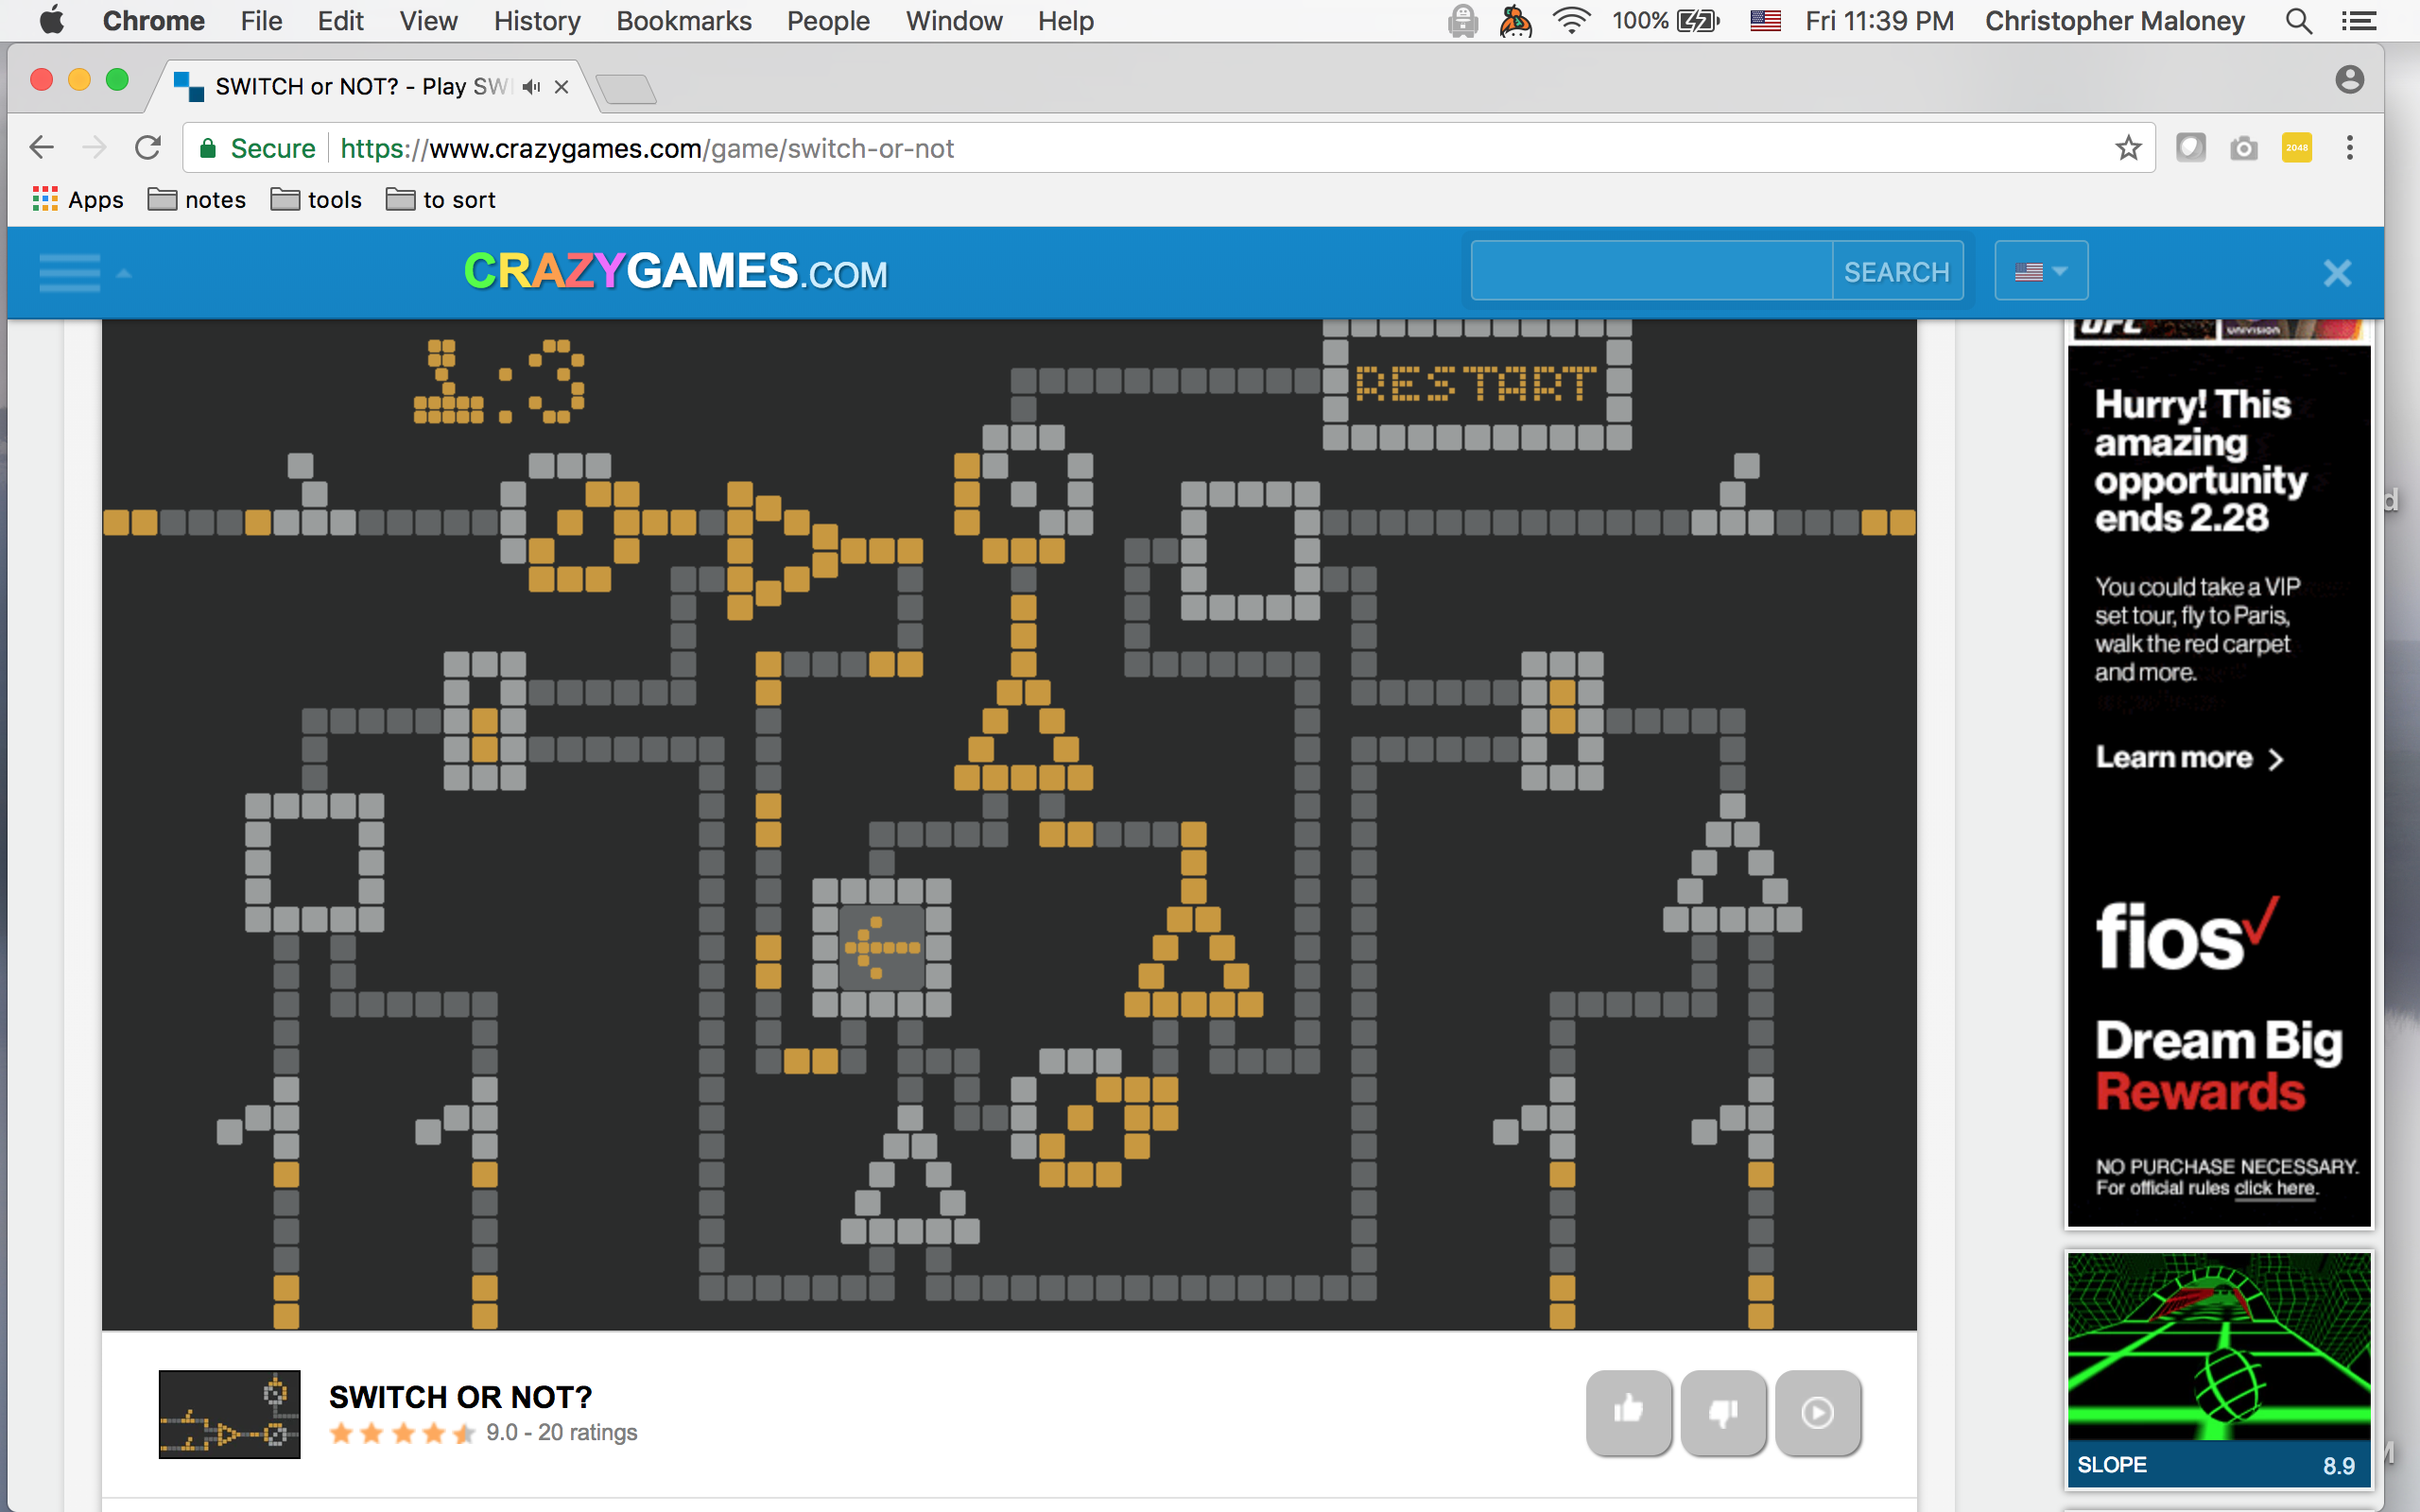 Chrome File Edit View History Bookmarks People Window Help 100% Fri 11:39 PM Christopher Maloney
SWITCH or NOT? - Play SW
Secure https://www.crazygames.com/game/switch-or-not 2048
Apps notes tools to sort
CRAZYGAMES.COM SEARCH
UFC univision
1:3
RESTART
Hurry! This
amazing
opportunity
ends 2.28
You could take a VIP
set tour, fly to Paris,
walk the red carpet
and more.
Learn more >
fios
Dream Big
Rewards
NO PURCHASE NECESSARY.
For official rules click here.
SWITCH OR NOT?
9.0 - 20 ratings
SLOPE 8.9